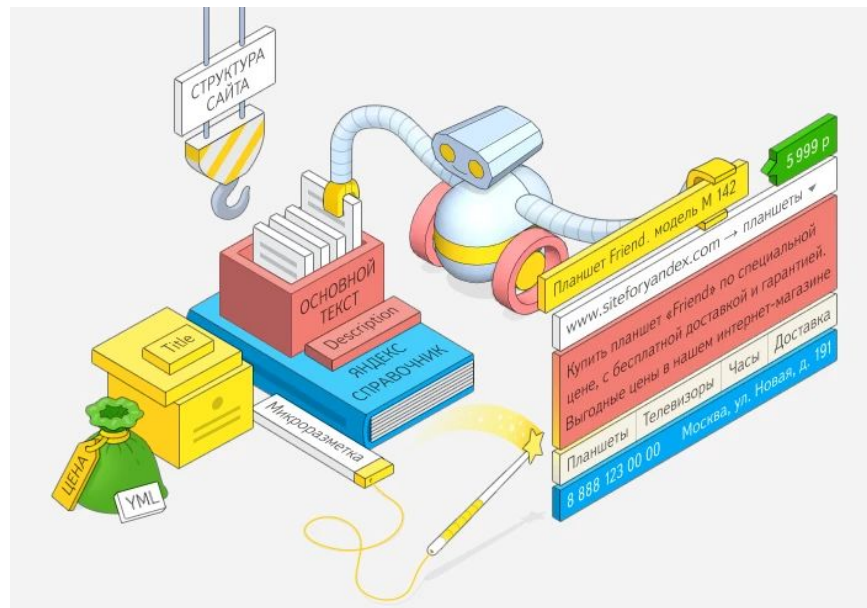 СТРУКТУРА
САЙТА
ОСНОВНОЙ
ТЕКСТ
Description
ЯНДЕКС
СПРАВОЧНИК
Title
Микроразметка
ЦЕНА
YML
5 999 р
Планшет Friend. модель М 142
www.siteforyandex.com → планшеты
Купить планшет «Friend» по специальной
цене, с бесплатной доставкой и гарантией.
Выгодные цены в нашем интернет-магазине
Планшеты Телевизоры Часы Доставка
8 888 123 00 00 Москва, ул. Новая, д. 191